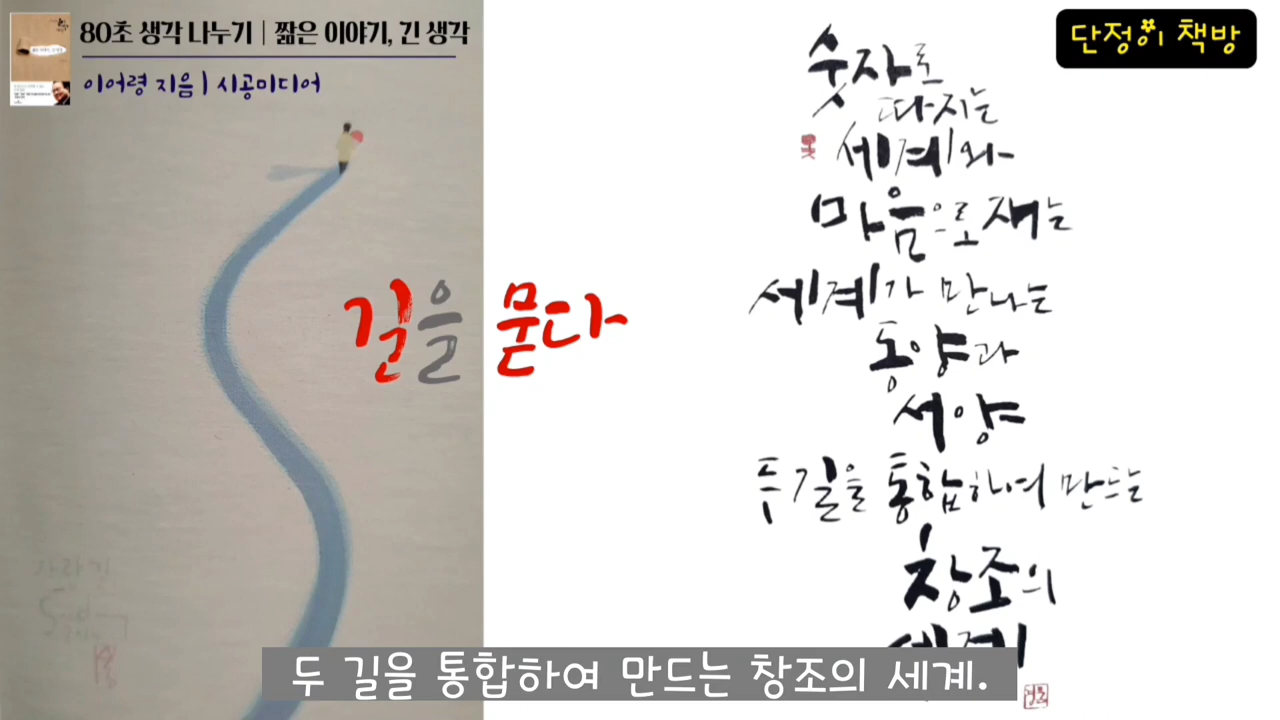 80초 생각 나누기 | 짧은 이야기, 긴 생각
이어령 지음 | 시공미디어
단정이 책방
길을 묻다
숫자로
따지는
세계와
마음으로 재는
세계가 만나는
동양과
서양
두 길을 통합하여 만드는
창조의
세계
두 길을 통합하여 만드는 창조의 세계.